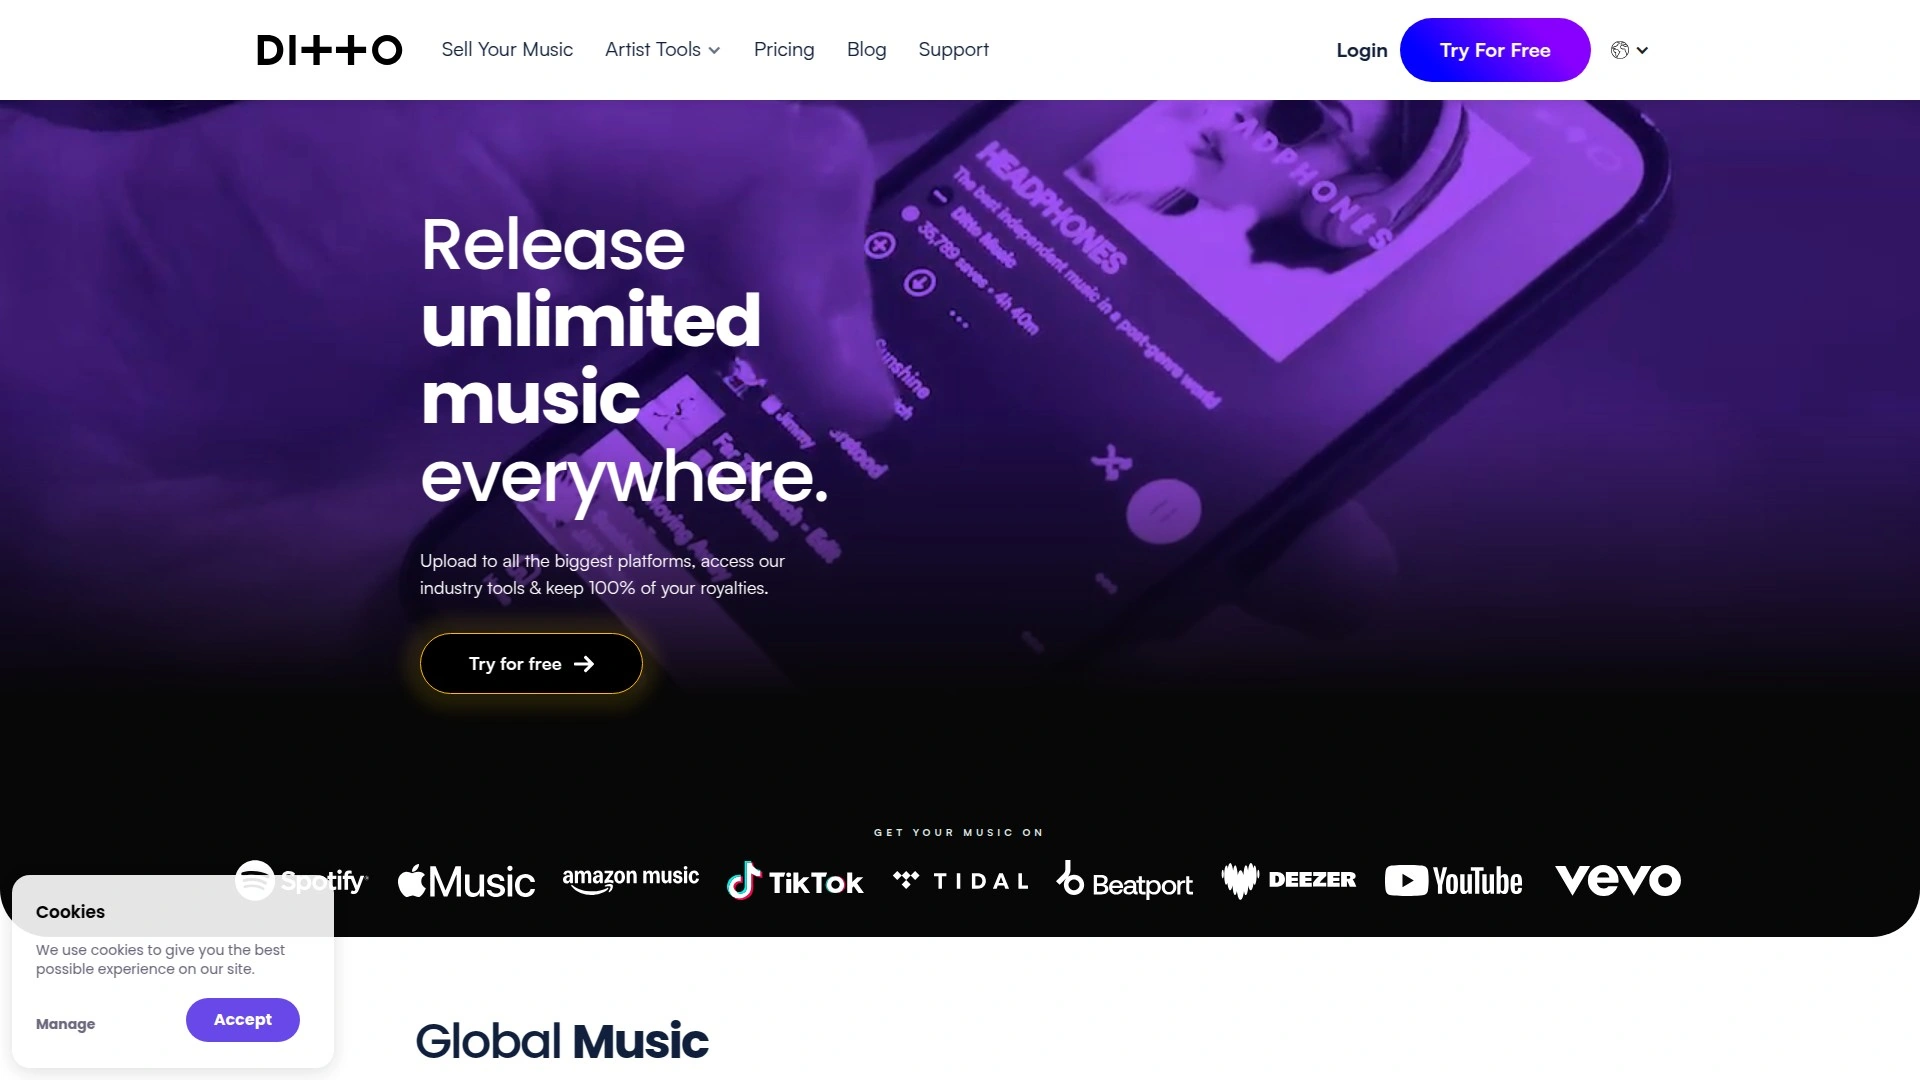 DITTO
Sell Your Music
Artist Tools
Pricing
Blog
Support
Login
Try For Free
Release
unlimited
music
everywhere.
Upload to all the biggest platforms, access our
industry tools & keep 100% of your royalties.
Try for free
HEADPHONES
HEADPHONES
The best independent music in a post-genre world
Ditto Music
35,789 saves • 4h 40m
Sunshine
Jimmy
GET YOUR MUSIC ON
Spotify
Music
amazon music
TikTok
TIDAL
Beatport
DEEZER
YouTube
vevo
Cookies
We use cookies to give you the best
possible experience on our site.
Manage
Accept
Global Music